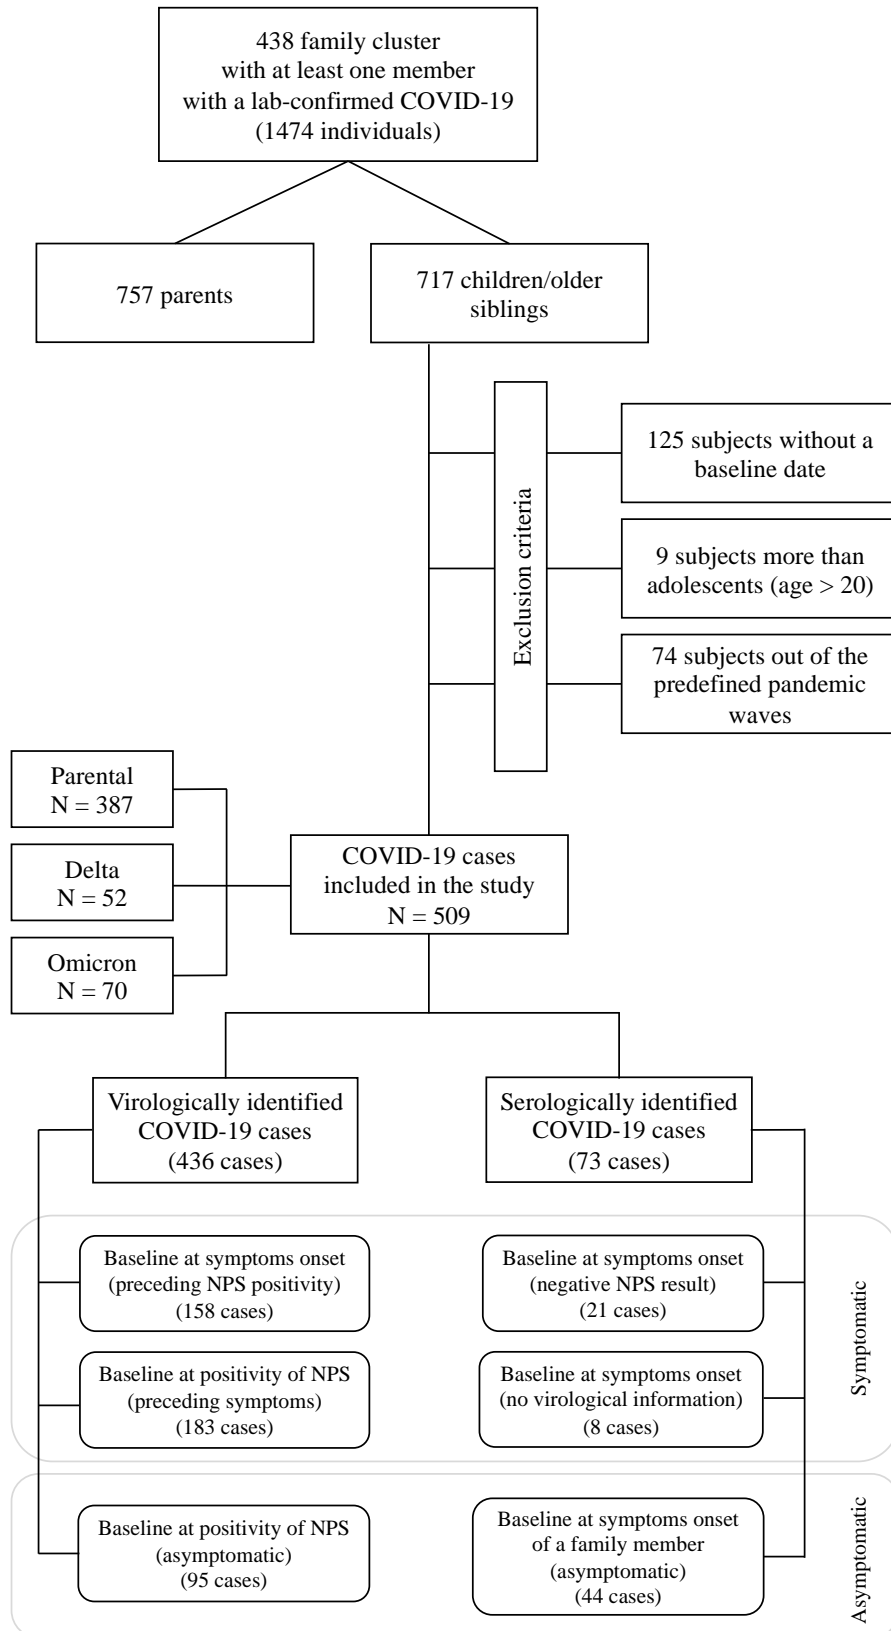 438 family cluster
with at least one member
with a lab-confirmed COVID-19
(1474 individuals)
757 parents
717 children/older
siblings
Exclusion criteria
125 subjects without a
baseline date
9 subjects more than
adolescents (age > 20)
74 subjects out of the
predefined pandemic
waves
Parental
N = 387
Delta
N = 52
Omicron
N = 70
COVID-19 cases
included in the study
N = 509
Virologically identified
COVID-19 cases
(436 cases)
Serologically identified
COVID-19 cases
(73 cases)
Baseline at symptoms onset
(preceding NPS positivity)
(158 cases)
Baseline at symptoms onset
(negative NPS result)
(21 cases)
Baseline at positivity of NPS
(preceding symptoms)
(183 cases)
Baseline at symptoms onset
(no virological information)
(8 cases)
Symptomatic
Baseline at positivity of NPS
(asymptomatic)
(95 cases)
Baseline at symptoms onset
of a family member
(asymptomatic)
(44 cases)
Asymptomatic